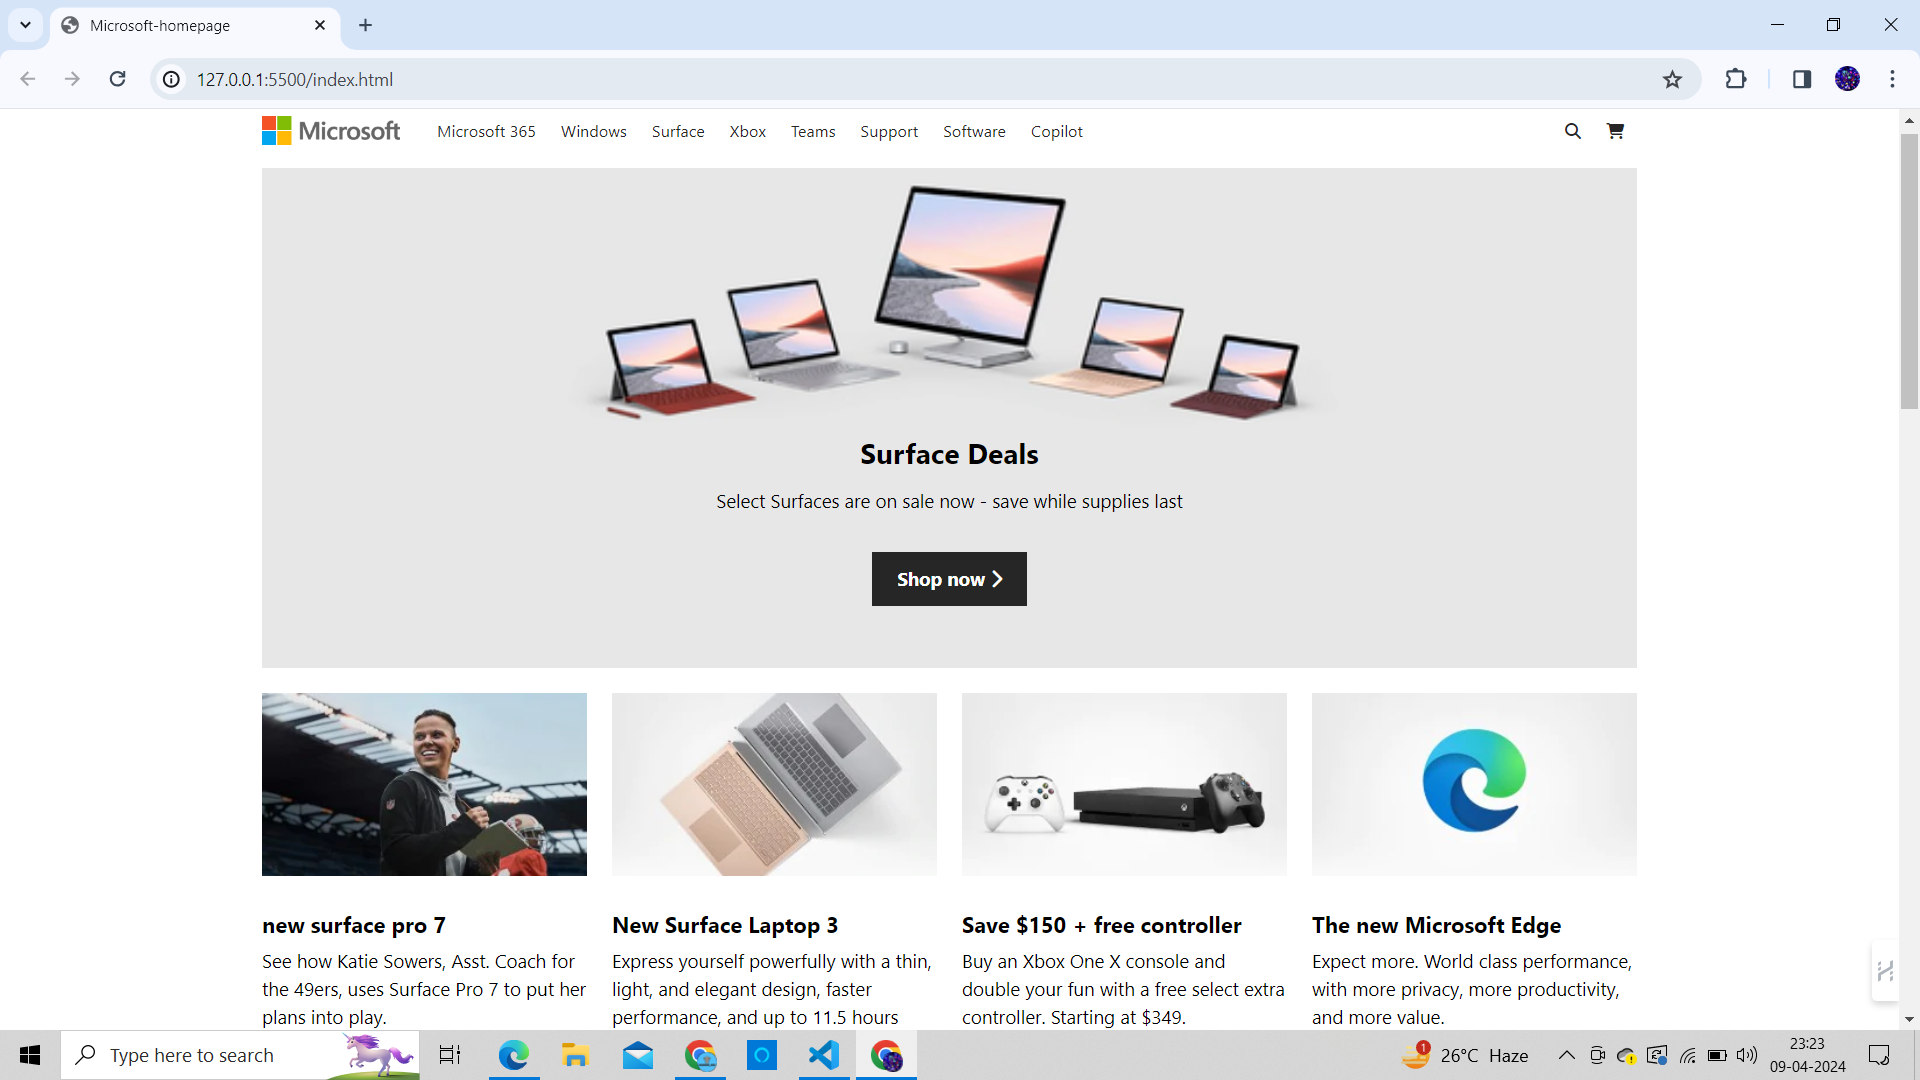 Microsoft-homepage
127.0.0.1:5500/index.html
Microsoft Microsoft 365 Windows Surface Xbox Teams Support Software Copilot
Surface Deals
Select Surfaces are on sale now - save while supplies last
Shop now
new surface pro 7
See how Katie Sowers, Asst. Coach for
the 49ers, uses Surface Pro 7 to put her
plans into play.
New Surface Laptop 3
Express yourself powerfully with a thin,
light, and elegant design, faster
performance, and up to 11.5 hours
Save $150 + free controller
Buy an Xbox One X console and
double your fun with a free select extra
controller. Starting at $349.
The new Microsoft Edge
Expect more. World class performance,
with more privacy, more productivity,
and more value.
Type here to search
1
26°C Haze
23:23
09-04-2024